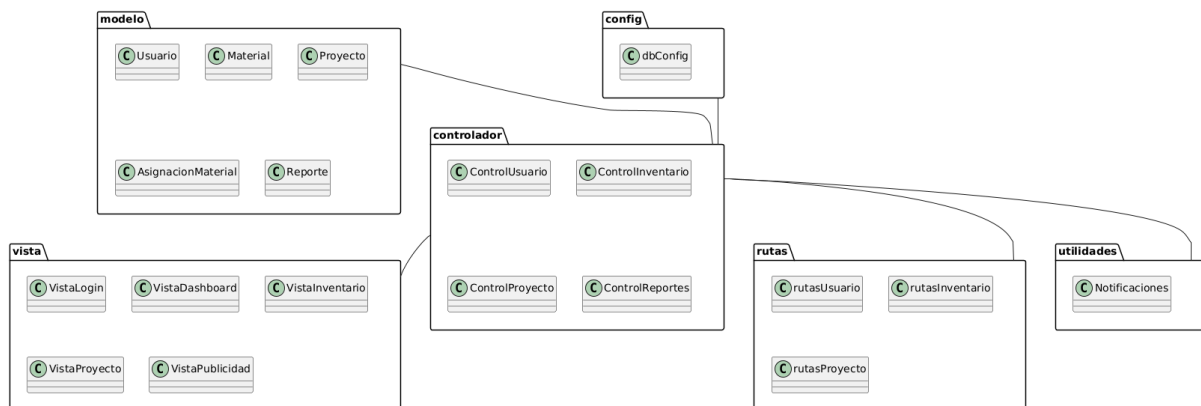 modelo
C Usuario
C Material
C Proyecto
C AsignacionMaterial
C Reporte
config
C dbConfig
controlador
C ControlUsuario
C ControlInventario
C ControlProyecto
C ControlReportes
vista
C VistaLogin
C VistaDashboard
C VistaInventario
C VistaProyecto
C VistaPublicidad
rutas
C rutasUsuario
C rutasInventario
C rutasProyecto
utilidades
C Notificaciones